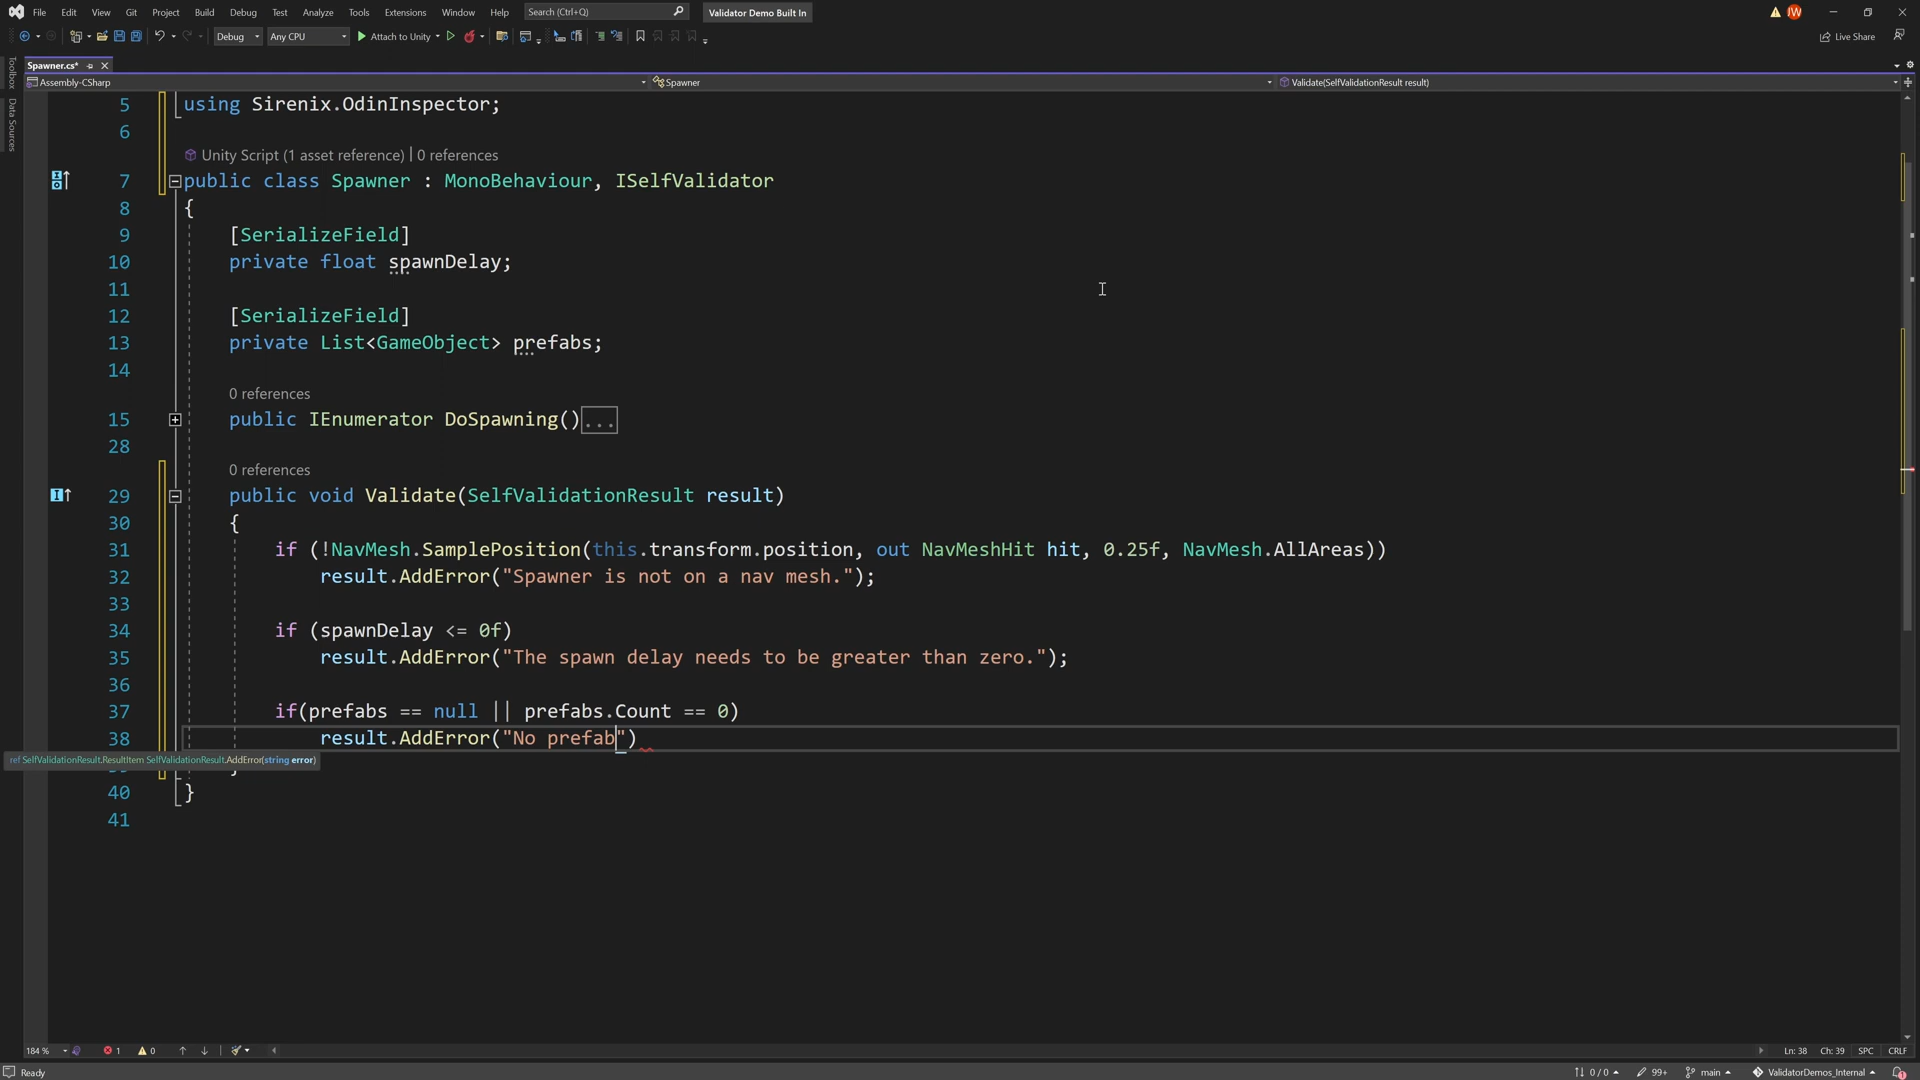 File Edit View Git Project Build Debug Test Analyze Tools Extensions Window Help Search (Ctrl+Q) Validator Demo Built In JW
Debug Any CPU Attach to Unity Live Share
Spawner.cs*
Assembly-CSharp Spawner Validate(SelfValidationResult result)
Toolbox
Data Sources
5 using Sirenix.OdinInspector;
6
Unity Script (1 asset reference) | 0 references
7 public class Spawner : MonoBehaviour, ISelfValidator
8 {
9 [SerializeField]
10 private float spawnDelay;
11
12 [SerializeField]
13 private List<GameObject> prefabs;
14
0 references
15 public IEnumerator DoSpawning()...
28
0 references
29 public void Validate(SelfValidationResult result)
30 {
31 if (!NavMesh.SamplePosition(this.transform.position, out NavMeshHit hit, 0.25f, NavMesh.AllAreas))
32 result.AddError("Spawner is not on a nav mesh.");
33
34 if (spawnDelay <= 0f)
35 result.AddError("The spawn delay needs to be greater than zero.");
36
37 if(prefabs == null || prefabs.Count == 0)
38 result.AddError("No prefab")
ref SelfValidationResult.ResultItem SelfValidationResult.AddError(string error)
40 }
41
184 % 1 0 Ln: 38 Ch: 39 SPC CRLF
Ready 0 / 0 99+ main ValidatorDemos_Internal 1